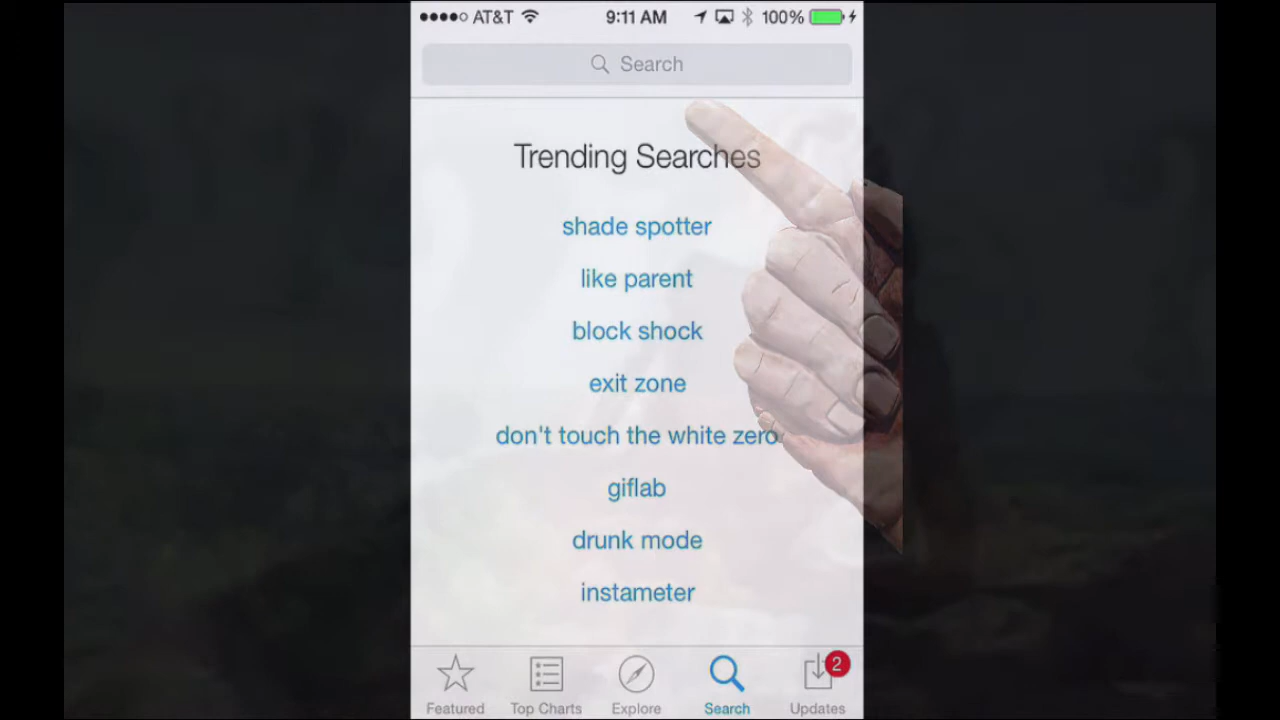 AT&T 9:11 AM 100%
Search
Trending Searches
shade spotter
like parent
block shock
exit zone
don't touch the white zero
giflab
drunk mode
instameter
2
Featured Top Charts Explore Search Updates